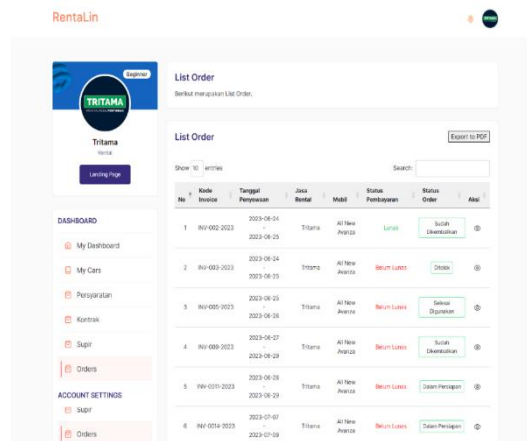 RentaLin
Beginner
TRITAMA
Tritama
Rental
Landing Page
DASHBOARD
My Dashboard
My Cars
Persyaratan
Kontrak
Supir
Orders
ACCOUNT SETTINGS
Supir
Orders
List Order
Berikut merupakan List Order.
List Order
Export to PDF
Show 10 entries
Search:
No Kode Invoice Tanggal Penyewaan Jasa Rental Mobil Status Pembayaran Status Order Aksi
1 INV-002-2023 2023-06-24 - 2023-06-25 Tritama All New Avanza Lunas Sudah Dikembalikan
2 INV-003-2023 2023-06-24 - 2023-06-25 Tritama All New Avanza Belum Lunas Ditolak
3 INV-005-2023 2023-06-25 - 2023-06-26 Tritama All New Avanza Belum Lunas Selesai Digunakan
4 INV-009-2023 2023-06-27 - 2023-06-29 Tritama All New Avanza Belum Lunas Sudah Dikembalikan
5 INV-0011-2023 2023-06-28 - 2023-06-29 Tritama All New Avanza Belum Lunas Dalam Persiapan
6 INV-0014-2023 2023-07-07 - 2023-07-09 Tritama All New Avanza Belum Lunas Dalam Persiapan